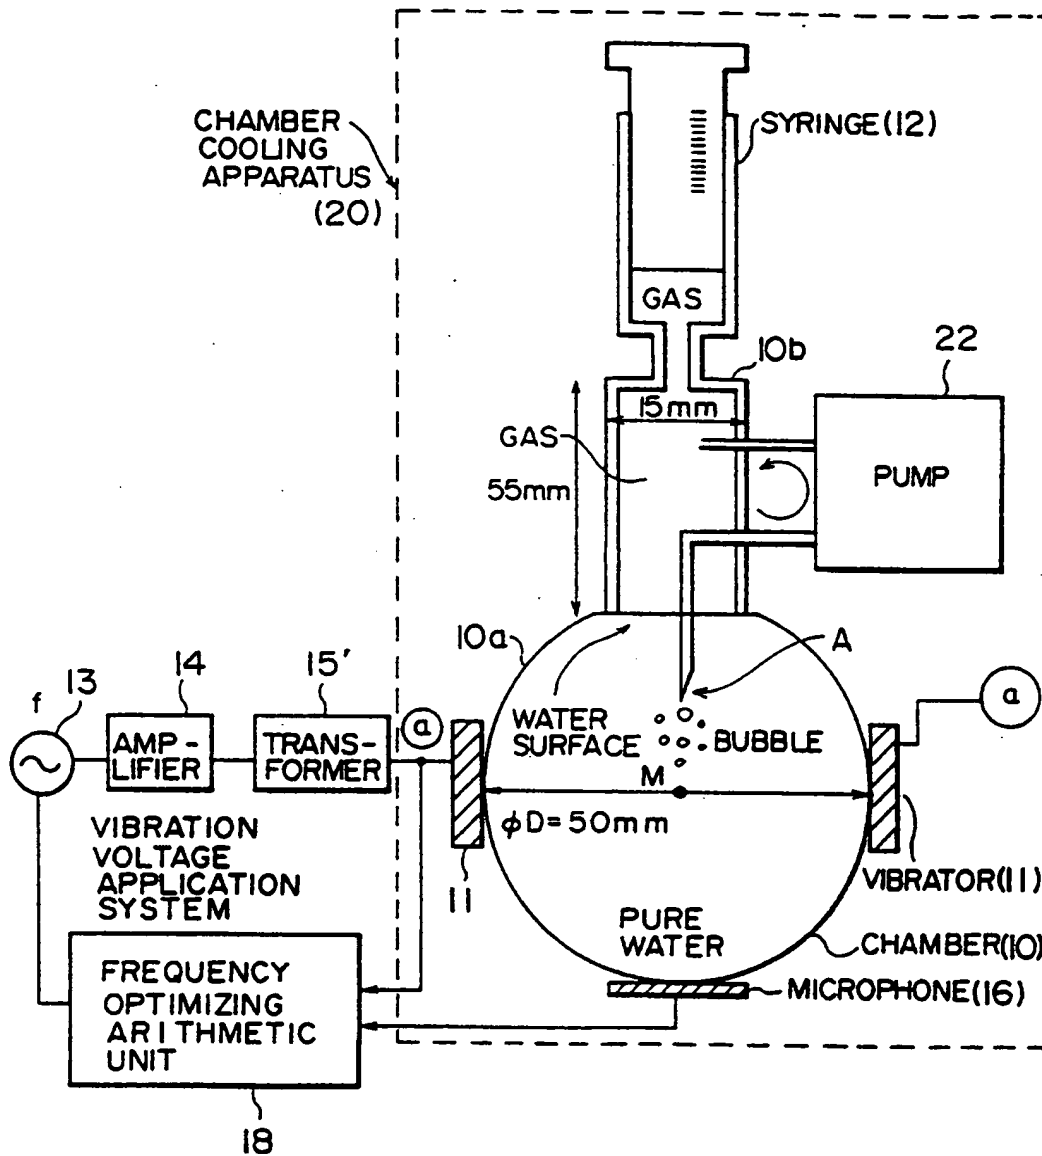 CHAMBER
COOLING
APPARATUS
(20)
SYRINGE(12)
GAS
10b
22
15mm
GAS
55mm
PUMP
10a
A
f
13
14
15'
a
a
AMP-
LIFIER
TRANS-
FORMER
WATER
SURFACE
BUBBLE
M
φD=50mm
VIBRATION
VOLTAGE
APPLICATION
SYSTEM
11
VIBRATOR(11)
PURE
WATER
CHAMBER(10)
MICROPHONE(16)
FREQUENCY
OPTIMIZING
ARITHMETIC
UNIT
18